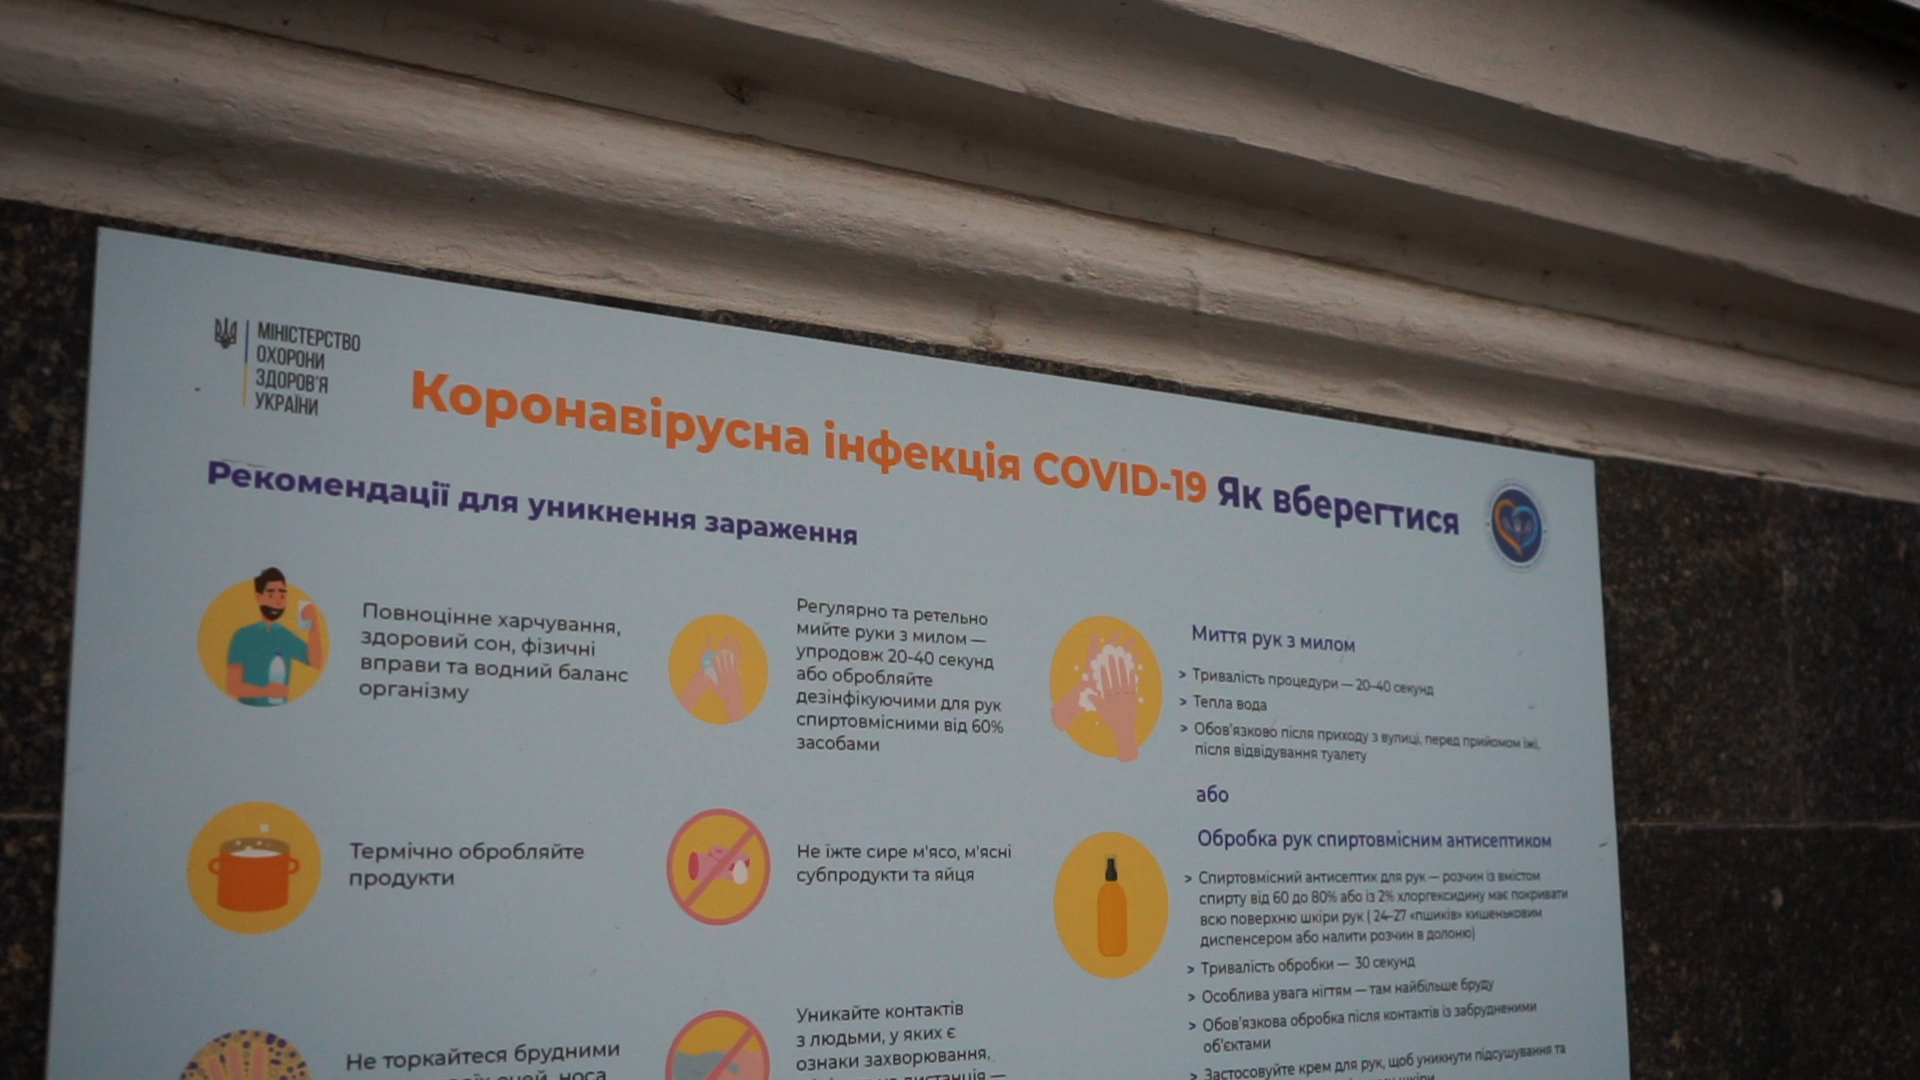 МІНІСТЕРСТВО
ОХОРОНИ
ЗДОРОВ'Я
УКРАЇНИ
Коронавірусна інфекція COVID-19 Як вберегтися
Рекомендації для уникнення зараження
Повноцінне харчування,
здоровий сон, фізичні
вправи та водний баланс
організму
Регулярно та ретельно
мийте руки з милом —
упродовж 20-40 секунд
або обробляйте
дезінфікуючими для рук
спиртовмісними від 60%
засобами
Термічно обробляйте
продукти
Не їжте сире м'ясо, м'ясні
субпродукти та яйця
Не торкайтеся брудними
очей, носа
Уникайте контактів
з людьми, у яких є
ознаки захворювання,
дистанція —
Миття рук з милом
> Тривалість процедури — 20-40 секунд
> Тепла вода
> Обов'язково після приходу з вулиці, перед прийомом їжі,
після відвідування туалету
або
Обробка рук спиртовмісним антисептиком
> Спиртовмісний антисептик для рук — розчин із вмістом
спирту від 60 до 80% або із 2% хлоргексидину має покривати
всю поверхню шкіри рук ( 24-27 «пшиків» кишеньковим
диспенсером або налити розчин в долоню)
> Тривалість обробки — 30 секунд
> Особлива увага нігтям — там найбільше бруду
> Обов'язкова обробка після контактів із забрудненими
об'єктами
> Застосовуйте крем для рук, щоб уникнути підсушування та
шкіри